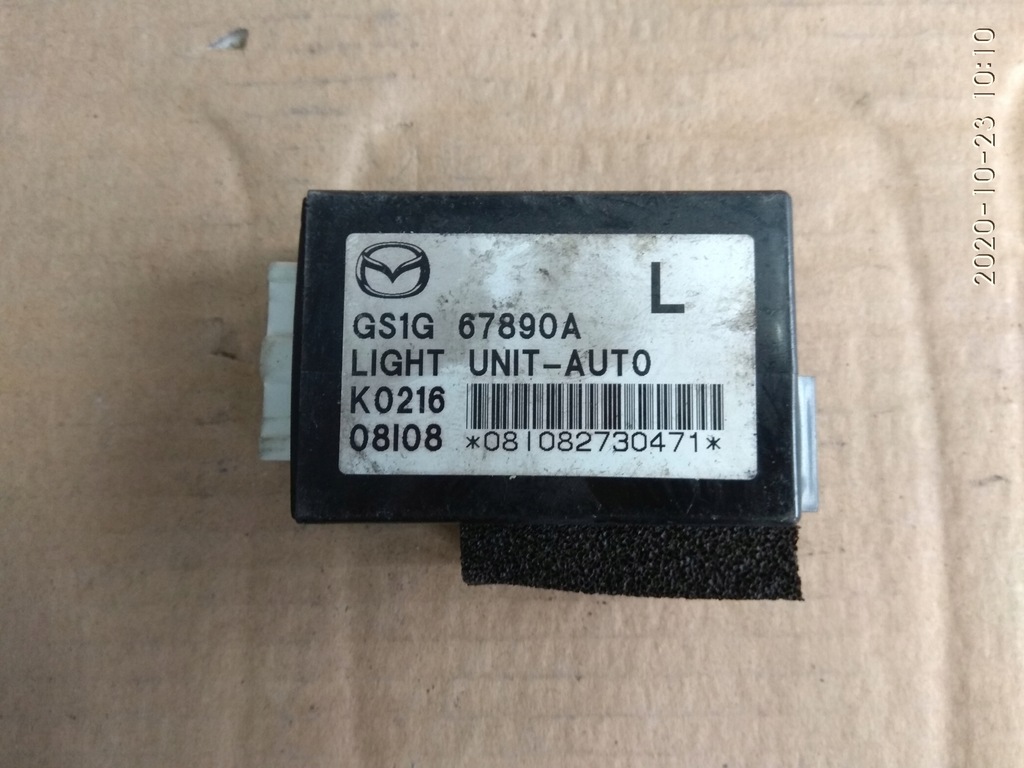 L
GS1G 67890A
LIGHT UNIT-AUTO
K0216
08I08 *08I082730471*
2020-10-23 10:10